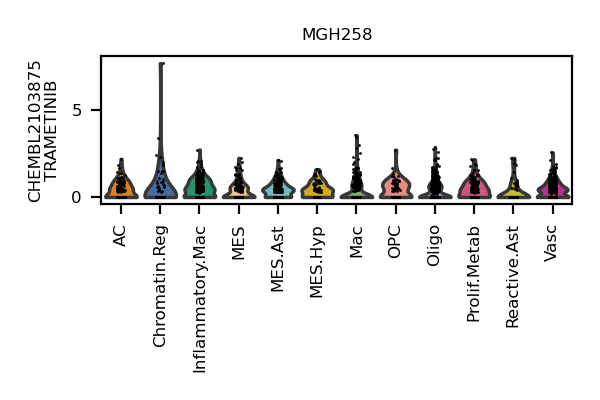 MGH258
CHEMBL2103875
TRAMETINIB
5
0
AC
Chromatin.Reg
Inflammatory.Mac
MES
MES.Ast
MES.Hyp
Mac
OPC
Oligo
Prolif.Metab
Reactive.Ast
Vasc